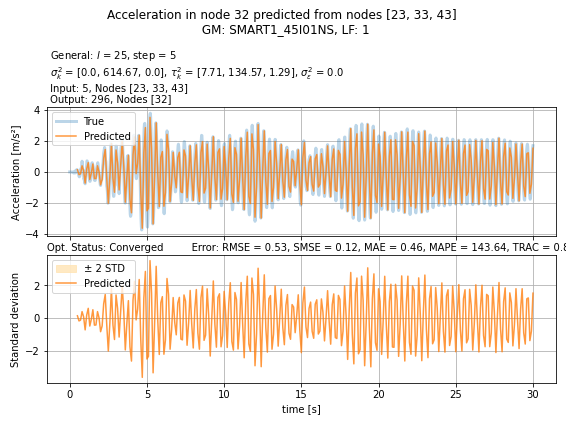 Acceleration in node 32 predicted from nodes [23, 33, 43]
GM: SMART1_45I01NS, LF: 1
General: l = 25, step = 5
σ²ₖ = [0.0, 614.67, 0.0], τ²ₖ = [7.71, 134.57, 1.29], σ²ε = 0.0
Input: 5, Nodes [23, 33, 43]
Output: 296, Nodes [32]
4
2
0
−2
−4
Acceleration [m/s²]
True
Predicted
Opt. Status: Converged Error: RMSE = 0.53, SMSE = 0.12, MAE = 0.46, MAPE = 143.64, TRAC = 0.8
2
0
−2
Standard deviation
± 2 STD
Predicted
0 5 10 15 20 25 30
time [s]